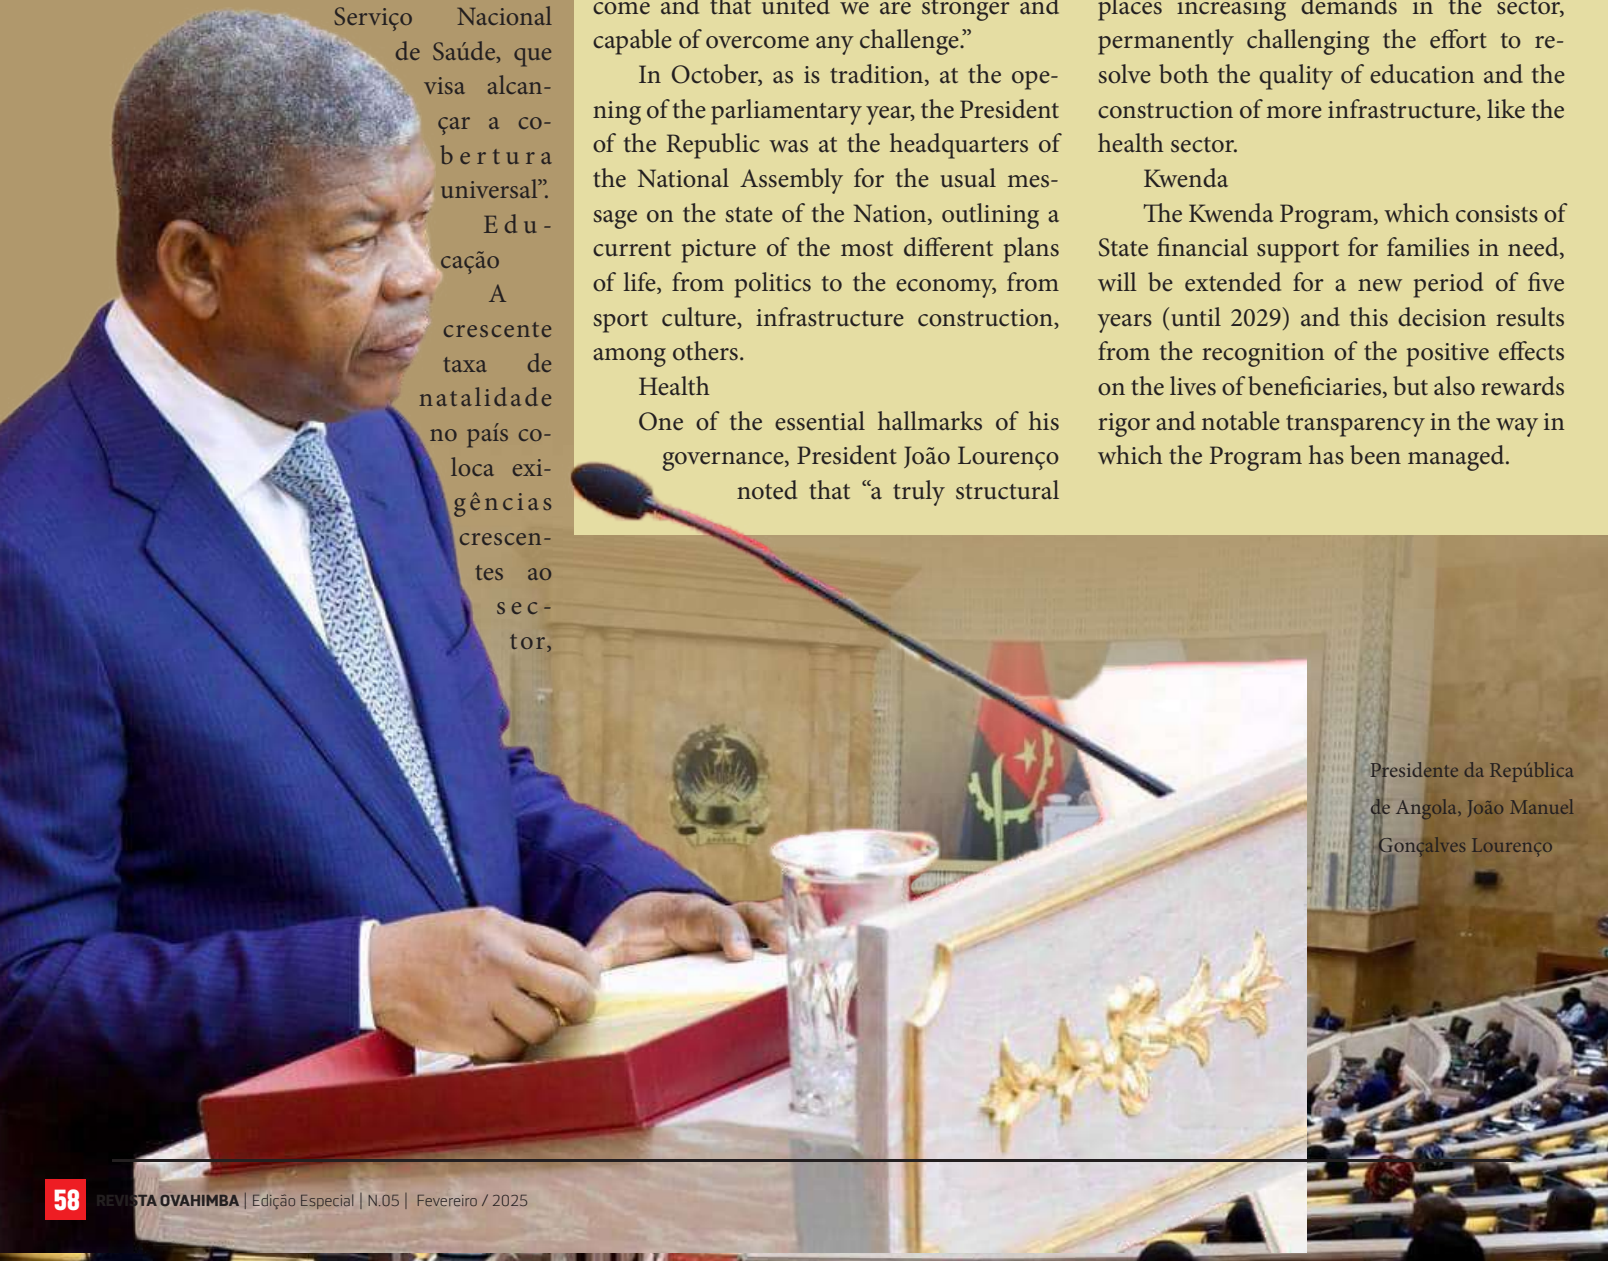 Serviço Nacional
de Saúde, que
visa alcan-
çar a co-
bertura
universal”.
Edu-
cação
A
crescente
taxa de
natalidade
no país co-
loca exi-
gências
crescen-
tes ao
sec-
tor,
come and that united we are stronger and
capable of overcome any challenge.”
In October, as is tradition, at the ope-
ning of the parliamentary year, the President
of the Republic was at the headquarters of
the National Assembly for the usual mes-
sage on the state of the Nation, outlining a
current picture of the most different plans
of life, from politics to the economy, from
sport culture, infrastructure construction,
among others.
Health
One of the essential hallmarks of his
governance, President João Lourenço
noted that “a truly structural
places increasing demands in the sector,
permanently challenging the effort to re-
solve both the quality of education and the
construction of more infrastructure, like the
health sector.
Kwenda
The Kwenda Program, which consists of
State financial support for families in need,
will be extended for a new period of five
years (until 2029) and this decision results
from the recognition of the positive effects
on the lives of beneficiaries, but also rewards
rigor and notable transparency in the way in
which the Program has been managed.
Presidente da República
de Angola, João Manuel
Gonçalves Lourenço
58 REVISTA OVAHIMBA | Edição Especial | N.05 | Fevereiro / 2025